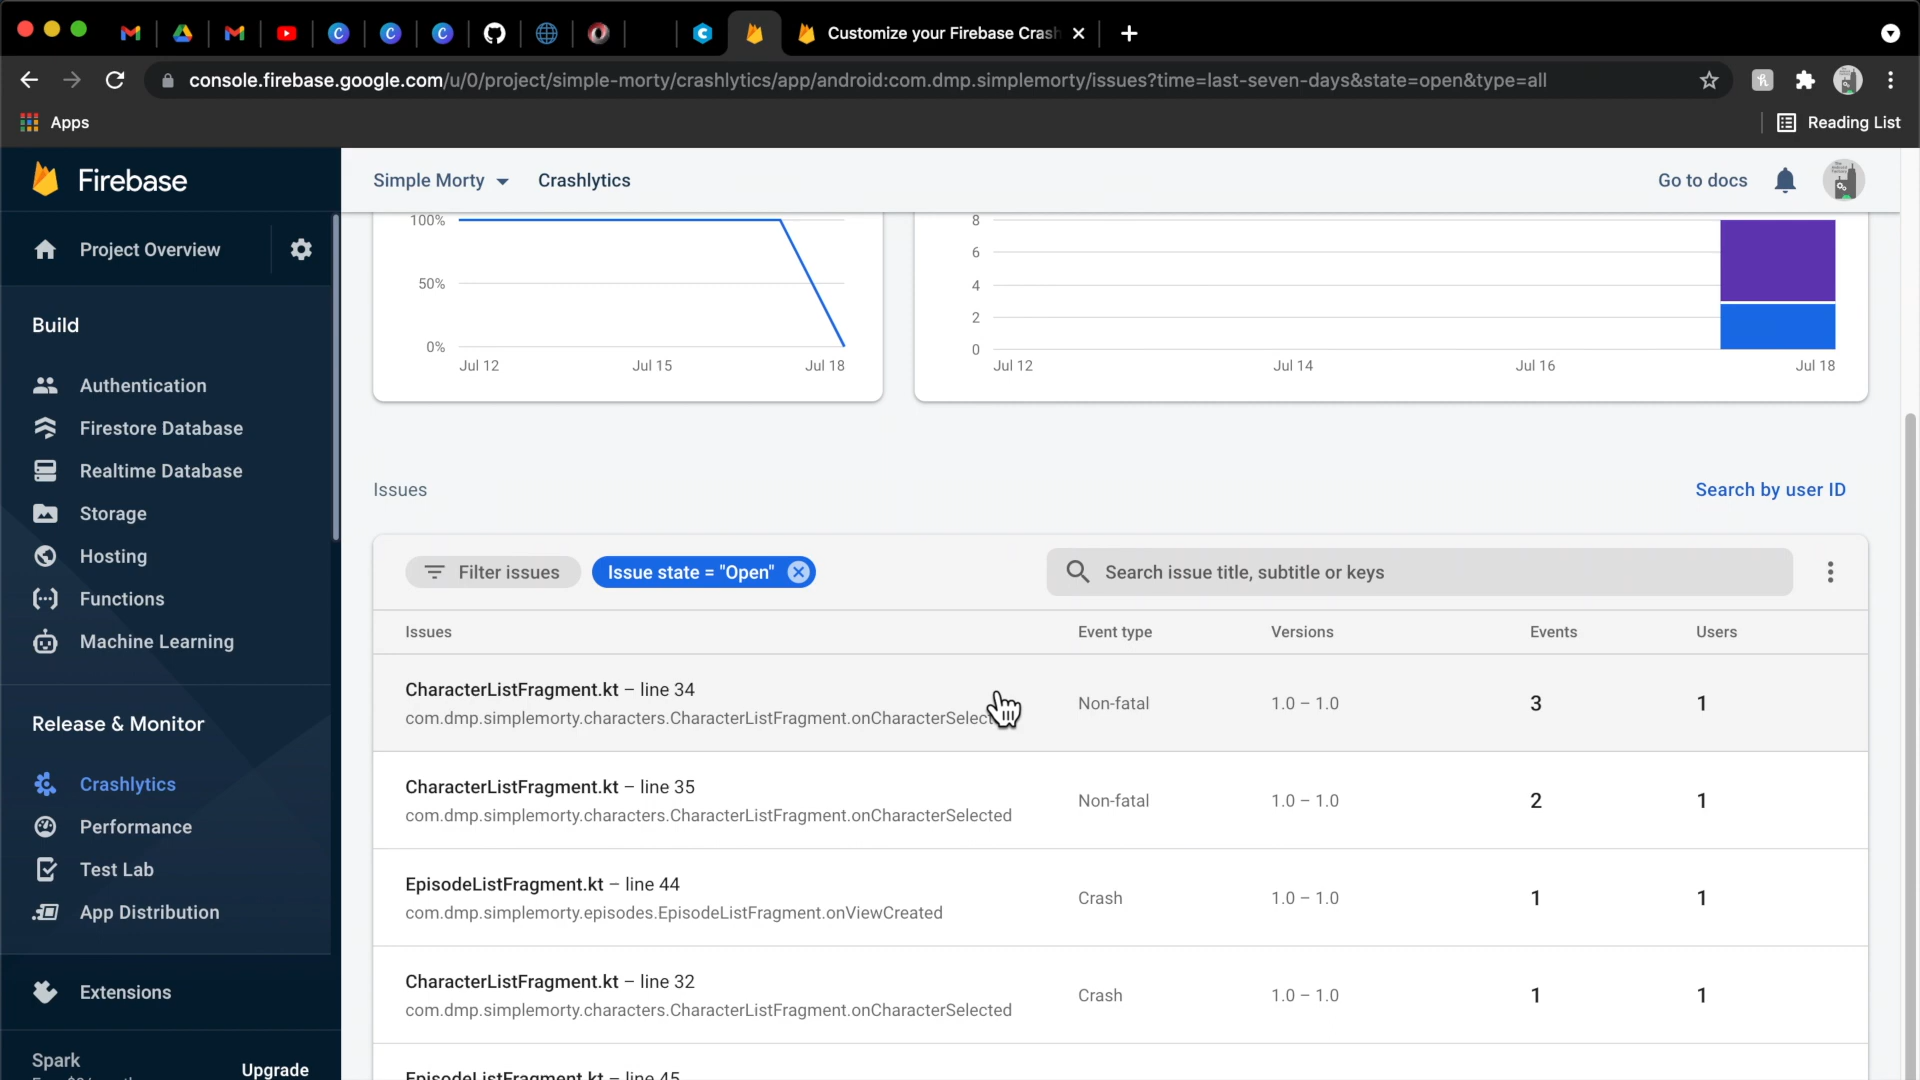 Customize your Firebase Crash
console.firebase.google.com/u/0/project/simple-morty/crashlytics/app/android:com.dmp.simplemorty/issues?time=last-seven-days&state=open&type=all
Apps
Reading List
Firebase
Simple Morty
Crashlytics
Go to docs
Project Overview
Build
Authentication
Firestore Database
Realtime Database
Storage
Hosting
Functions
Machine Learning
Release & Monitor
Crashlytics
Performance
Test Lab
App Distribution
Extensions
Spark
Upgrade
100%
50%
0%
Jul 12
Jul 15
Jul 18
8
6
4
2
0
Jul 12
Jul 14
Jul 16
Jul 18
Issues
Search by user ID
Filter issues
Issue state = "Open"
Search issue title, subtitle or keys
Issues Event type Versions Events Users
CharacterListFragment.kt – line 34
com.dmp.simplemorty.characters.CharacterListFragment.onCharacterSelec
Non-fatal 1.0 – 1.0 3 1
CharacterListFragment.kt – line 35
com.dmp.simplemorty.characters.CharacterListFragment.onCharacterSelected
Non-fatal 1.0 – 1.0 2 1
EpisodeListFragment.kt – line 44
com.dmp.simplemorty.episodes.EpisodeListFragment.onViewCreated
Crash 1.0 – 1.0 1 1
CharacterListFragment.kt – line 32
com.dmp.simplemorty.characters.CharacterListFragment.onCharacterSelected
Crash 1.0 – 1.0 1 1
EpisodeListFragment.kt – line 45